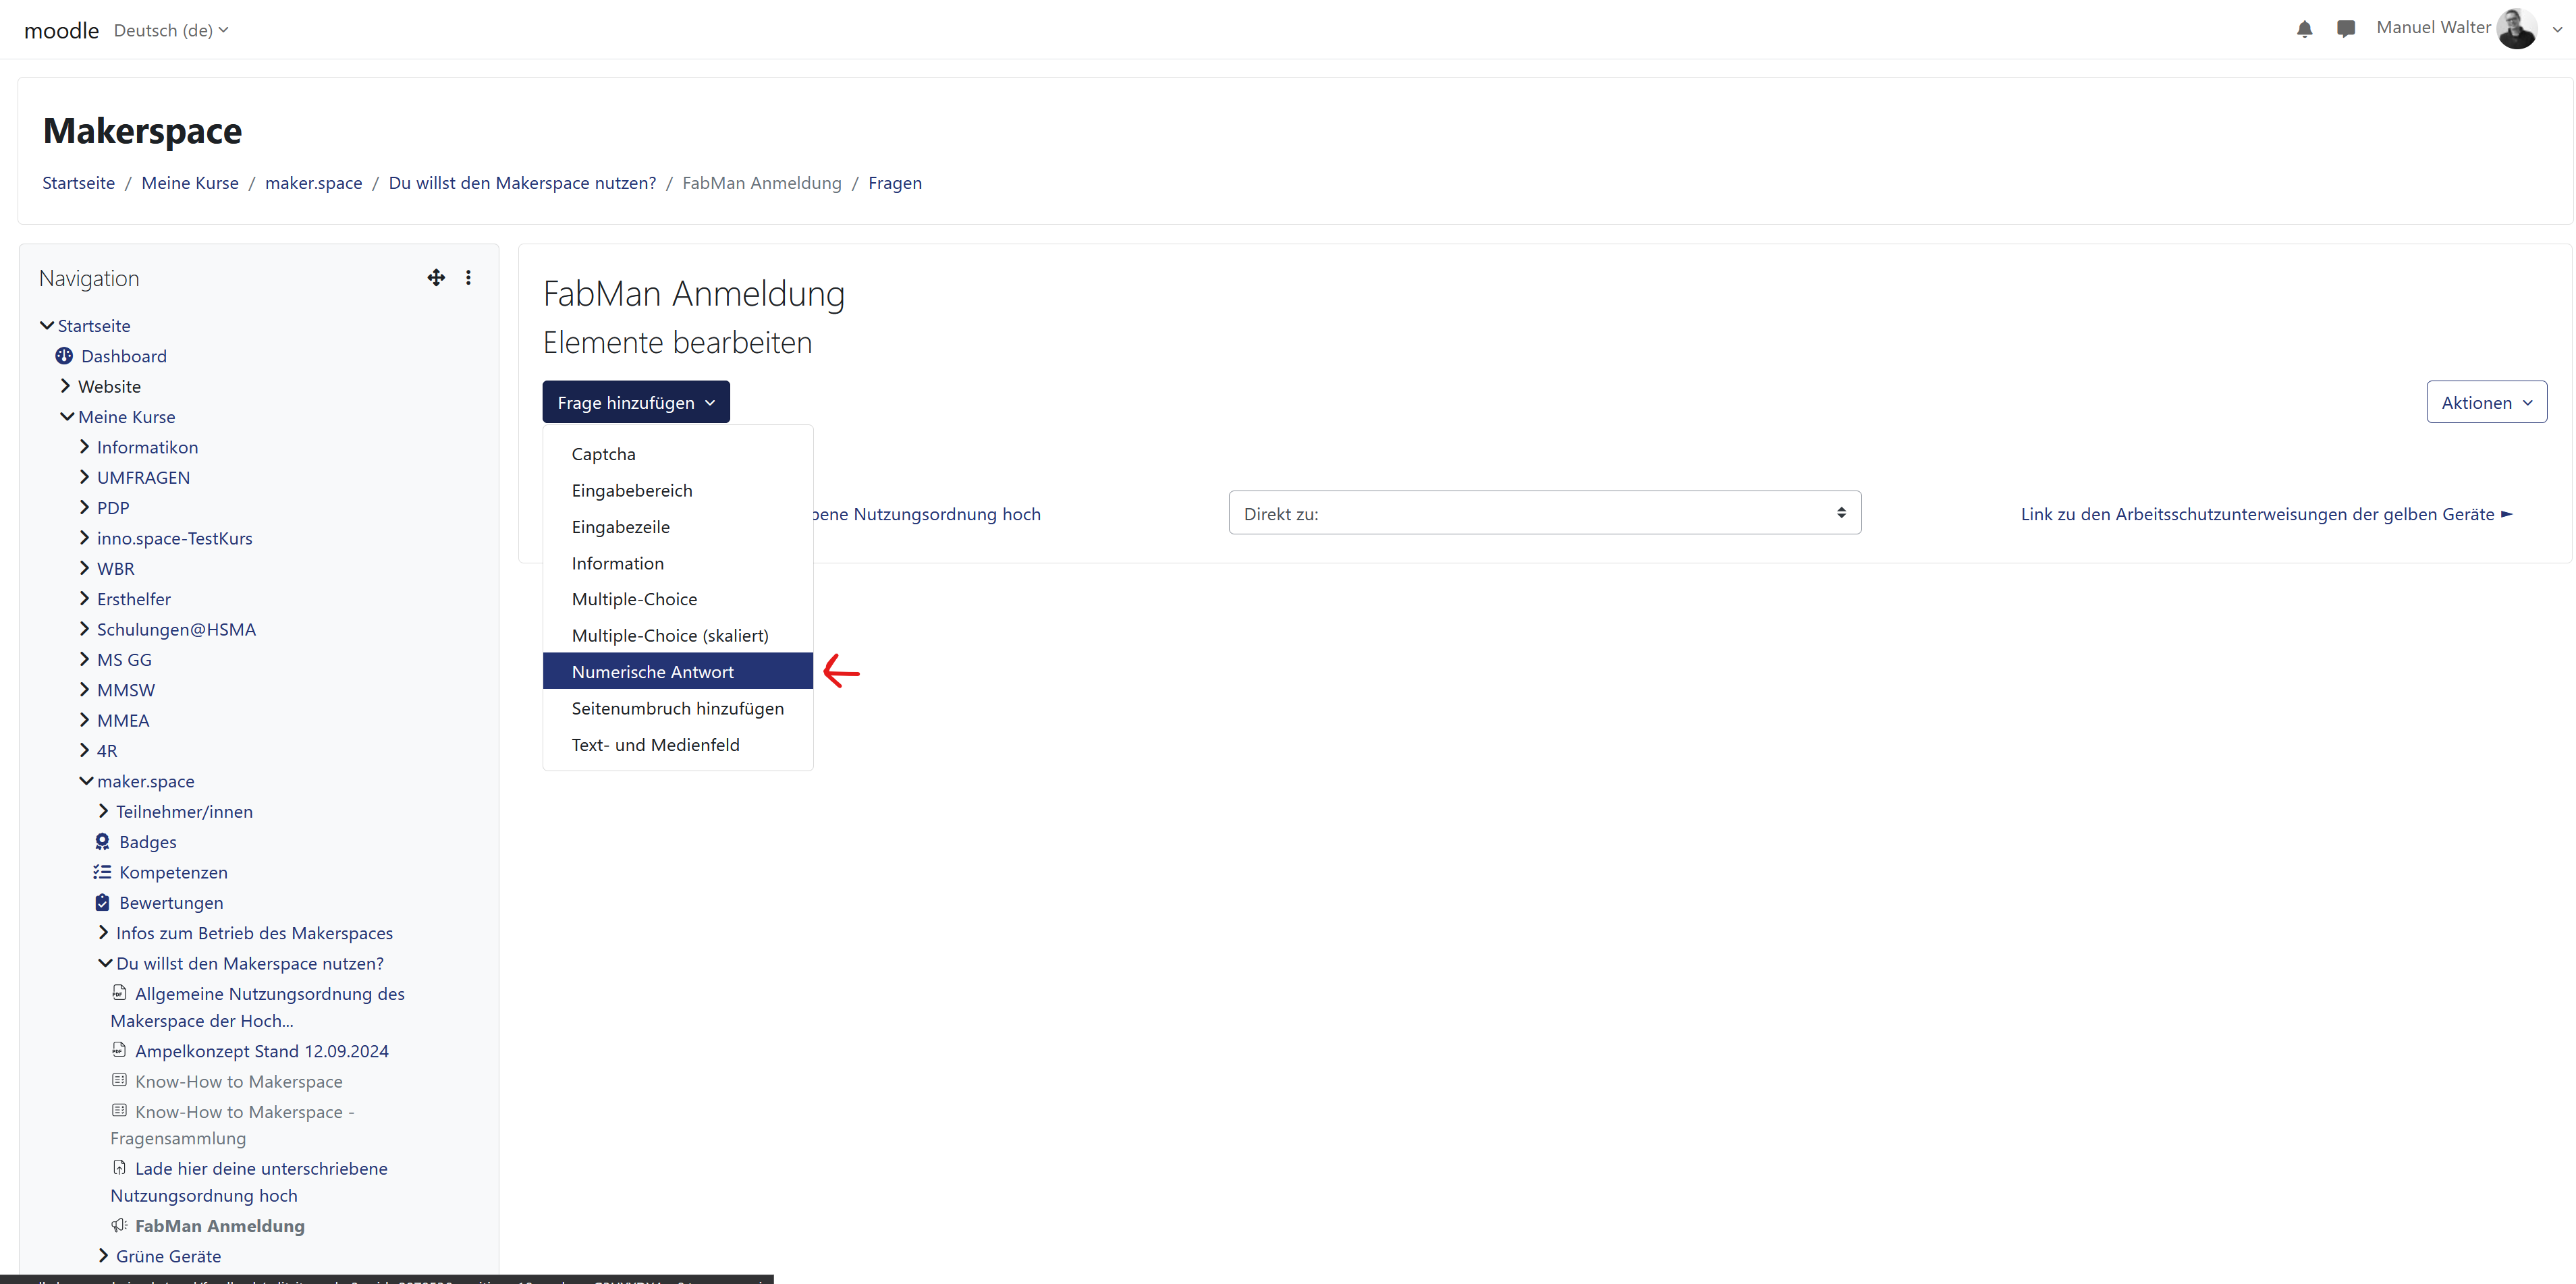 moodle Deutsch (de) Manuel Walter
Makerspace
Startseite / Meine Kurse / maker.space / Du willst den Makerspace nutzen? / FabMan Anmeldung / Fragen
Navigation
Startseite
Dashboard
Website
Meine Kurse
Informatikon
UMFRAGEN
PDP
inno.space-TestKurs
WBR
Ersthelfer
Schulungen@HSMA
MS GG
MMSW
MMEA
4R
maker.space
Teilnehmer/innen
Badges
Kompetenzen
Bewertungen
Infos zum Betrieb des Makerspaces
Du willst den Makerspace nutzen?
Allgemeine Nutzungsordnung des
Makerspace der Hoch...
Ampelkonzept Stand 12.09.2024
Know-How to Makerspace
Know-How to Makerspace -
Fragensammlung
Lade hier deine unterschriebene
Nutzungsordnung hoch
FabMan Anmeldung
Grüne Geräte
FabMan Anmeldung
Elemente bearbeiten
Frage hinzufügen
Aktionen
Captcha
Eingabebereich
Eingabezeile
Information
Multiple-Choice
Multiple-Choice (skaliert)
Numerische Antwort
Seitenumbruch hinzufügen
Text- und Medienfeld
Nutzungsordnung hoch
Direkt zu:
Link zu den Arbeitsschutzunterweisungen der gelben Geräte ►